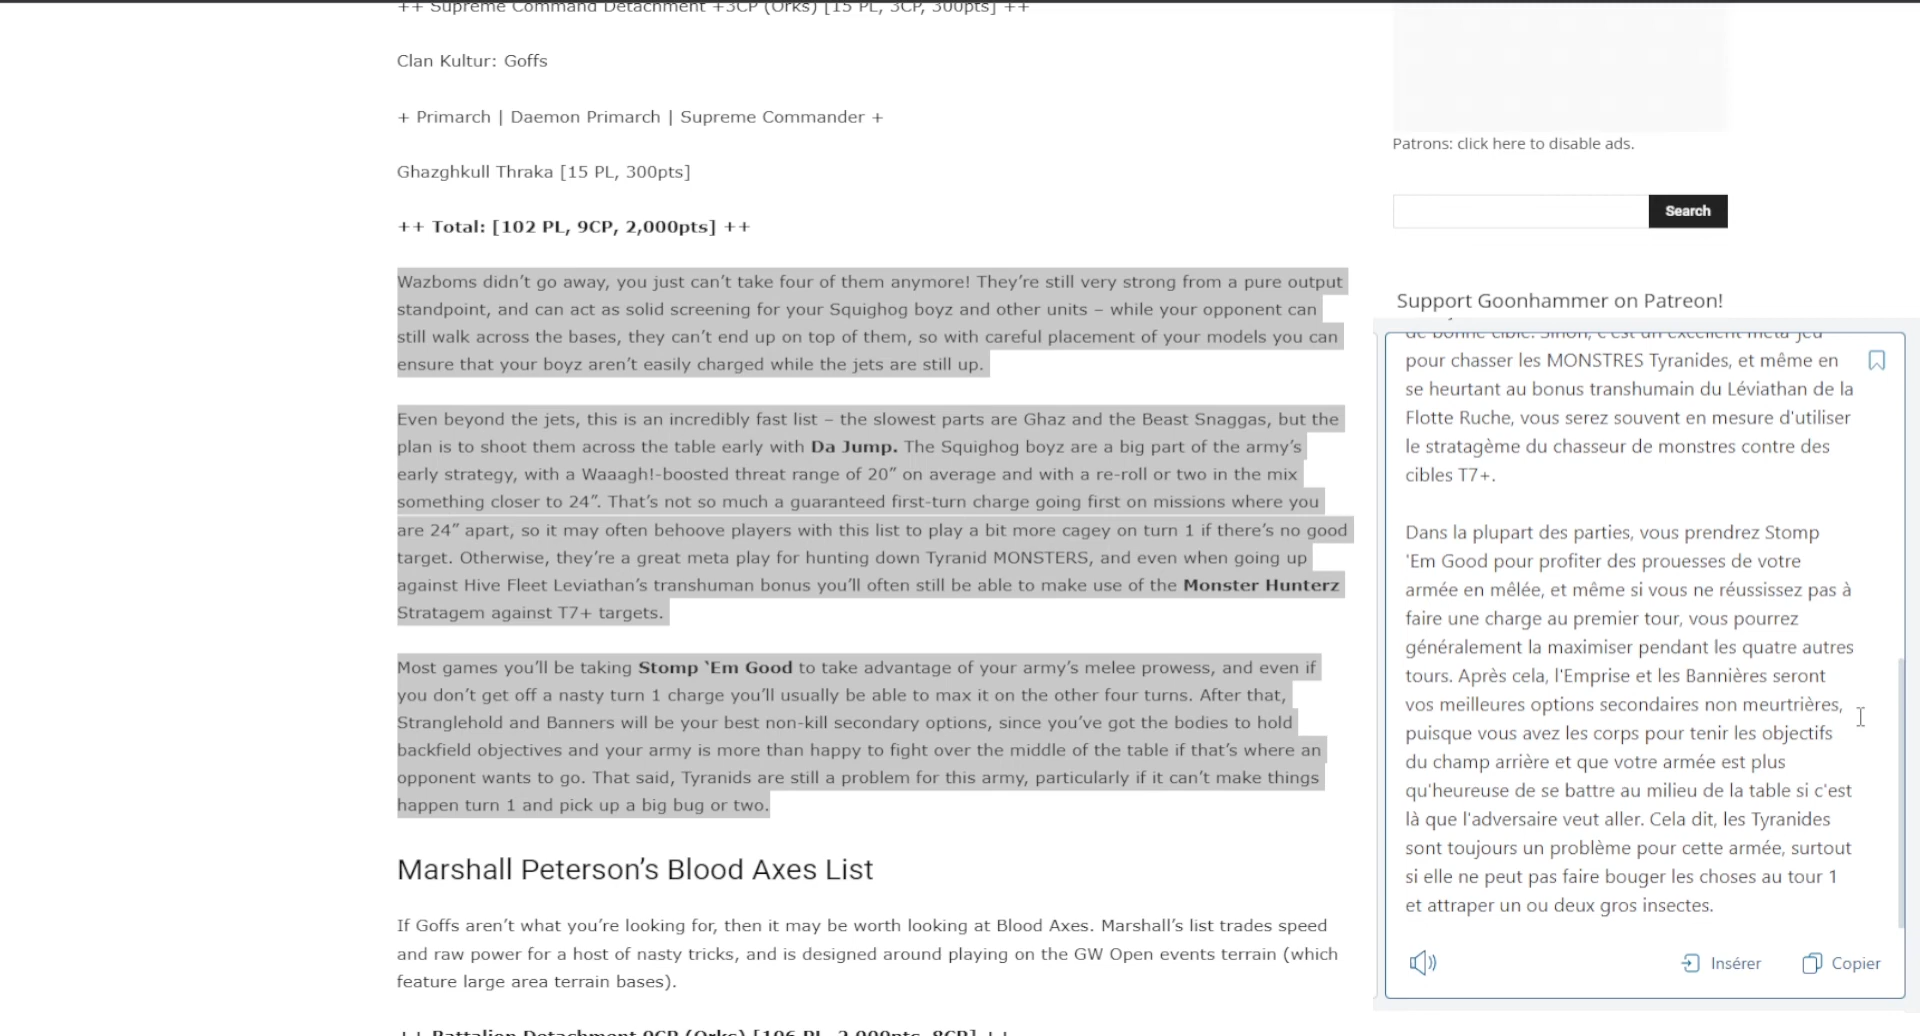 ++ Supreme Command Detachment +3CP (Orks) [15 PL, 3CP, 300pts] ++
Clan Kultur: Goffs
+ Primarch | Daemon Primarch | Supreme Commander +
Ghazghkull Thraka [15 PL, 300pts]
++ Total: [102 PL, 9CP, 2,000pts] ++
Wazboms didn’t go away, you just can’t take four of them anymore! They’re still very strong from a pure output
standpoint, and can act as solid screening for your Squighog boyz and other units – while your opponent can
still walk across the bases, they can’t end up on top of them, so with careful placement of your models you can
ensure that your boyz aren’t easily charged while the jets are still up.
Even beyond the jets, this is an incredibly fast list – the slowest parts are Ghaz and the Beast Snaggas, but the
plan is to shoot them across the table early with Da Jump. The Squighog boyz are a big part of the army’s
early strategy, with a Waaagh!-boosted threat range of 20” on average and with a re-roll or two in the mix
something closer to 24”. That’s not so much a guaranteed first-turn charge going first on missions where you
are 24” apart, so it may often behoove players with this list to play a bit more cagey on turn 1 if there’s no good
target. Otherwise, they’re a great meta play for hunting down Tyranid MONSTERS, and even when going up
against Hive Fleet Leviathan’s transhuman bonus you’ll often still be able to make use of the Monster Hunterz
Stratagem against T7+ targets.
Most games you’ll be taking Stomp ‘Em Good to take advantage of your army’s melee prowess, and even if
you don’t get off a nasty turn 1 charge you’ll usually be able to max it on the other four turns. After that,
Stranglehold and Banners will be your best non-kill secondary options, since you’ve got the bodies to hold
backfield objectives and your army is more than happy to fight over the middle of the table if that’s where an
opponent wants to go. That said, Tyranids are still a problem for this army, particularly if it can’t make things
happen turn 1 and pick up a big bug or two.
Marshall Peterson’s Blood Axes List
If Goffs aren’t what you’re looking for, then it may be worth looking at Blood Axes. Marshall’s list trades speed
and raw power for a host of nasty tricks, and is designed around playing on the GW Open events terrain (which
feature large area terrain bases).
++ Battalion Detachment 0CP (Orks) [106 PL, 2,000pts, 8CP] ++
Patrons: click here to disable ads.
Search
Support Goonhammer on Patreon!
de bonne cible. Sinon, c'est un excellent méta-jeu
pour chasser les MONSTRES Tyranides, et même en
se heurtant au bonus transhumain du Léviathan de la
Flotte Ruche, vous serez souvent en mesure d'utiliser
le stratagème du chasseur de monstres contre des
cibles T7+.
Dans la plupart des parties, vous prendrez Stomp
'Em Good pour profiter des prouesses de votre
armée en mêlée, et même si vous ne réussissez pas à
faire une charge au premier tour, vous pourrez
généralement la maximiser pendant les quatre autres
tours. Après cela, l'Emprise et les Bannières seront
vos meilleures options secondaires non meurtrières,
puisque vous avez les corps pour tenir les objectifs
du champ arrière et que votre armée est plus
qu'heureuse de se battre au milieu de la table si c'est
là que l'adversaire veut aller. Cela dit, les Tyranides
sont toujours un problème pour cette armée, surtout
si elle ne peut pas faire bouger les choses au tour 1
et attraper un ou deux gros insectes.
Insérer
Copier